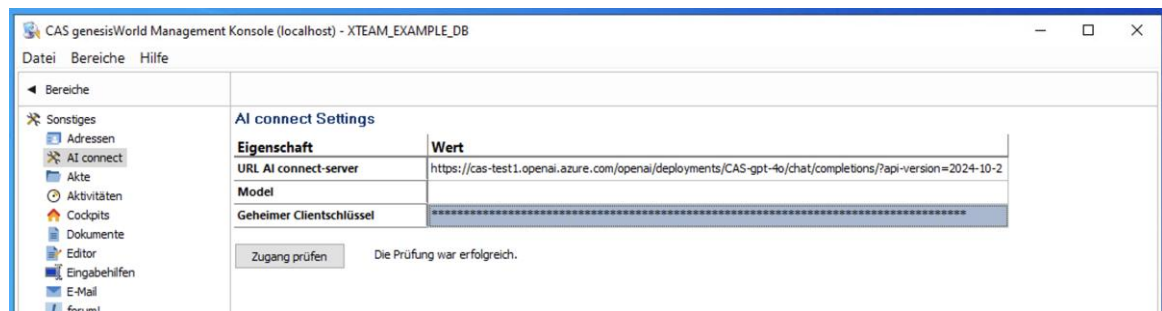 CAS genesisWorld Management Konsole (localhost) - XTEAM_EXAMPLE_DB
Datei Bereiche Hilfe
Bereiche
Sonstiges
Adressen
AI connect
Akte
Aktivitäten
Cockpits
Dokumente
Editor
Eingabehilfen
E-Mail
forum!
AI connect Settings
Eigenschaft Wert
URL AI connect-server https://cas-test1.openai.azure.com/openai/deployments/CAS-gpt-4o/chat/completions/?api-version=2024-10-2
Model
Geheimer Clientschlüssel ************************************************************************************
Zugang prüfen Die Prüfung war erfolgreich.